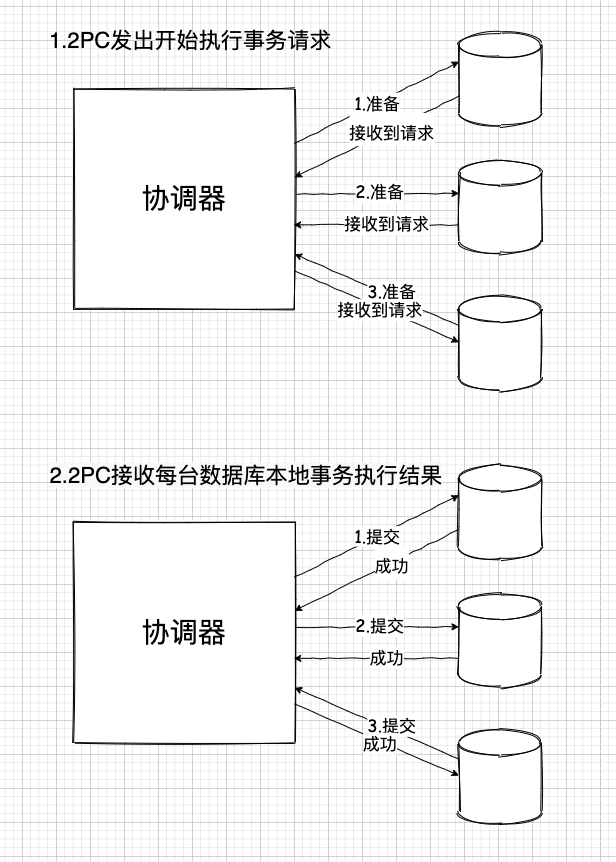 1.2PC发出开始执行事务请求
协调器
1.准备
接收到请求
2.准备
接收到请求
3.准备
接收到请求
2.2PC接收每台数据库本地事务执行结果
协调器
1.提交
成功
2.提交
成功
3.提交
成功